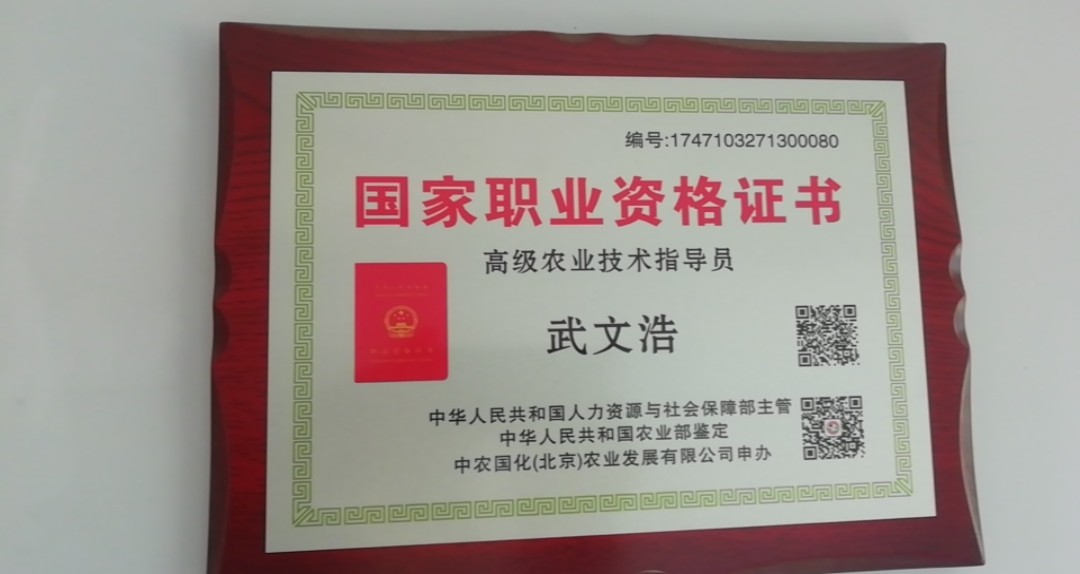 编号:1747103271300080
国家职业资格证书
高级农业技术指导员
武文浩
中华人民共和国人力资源与社会保障部主管
中华人民共和国农业部鉴定
中农国化(北京)农业发展有限公司申办